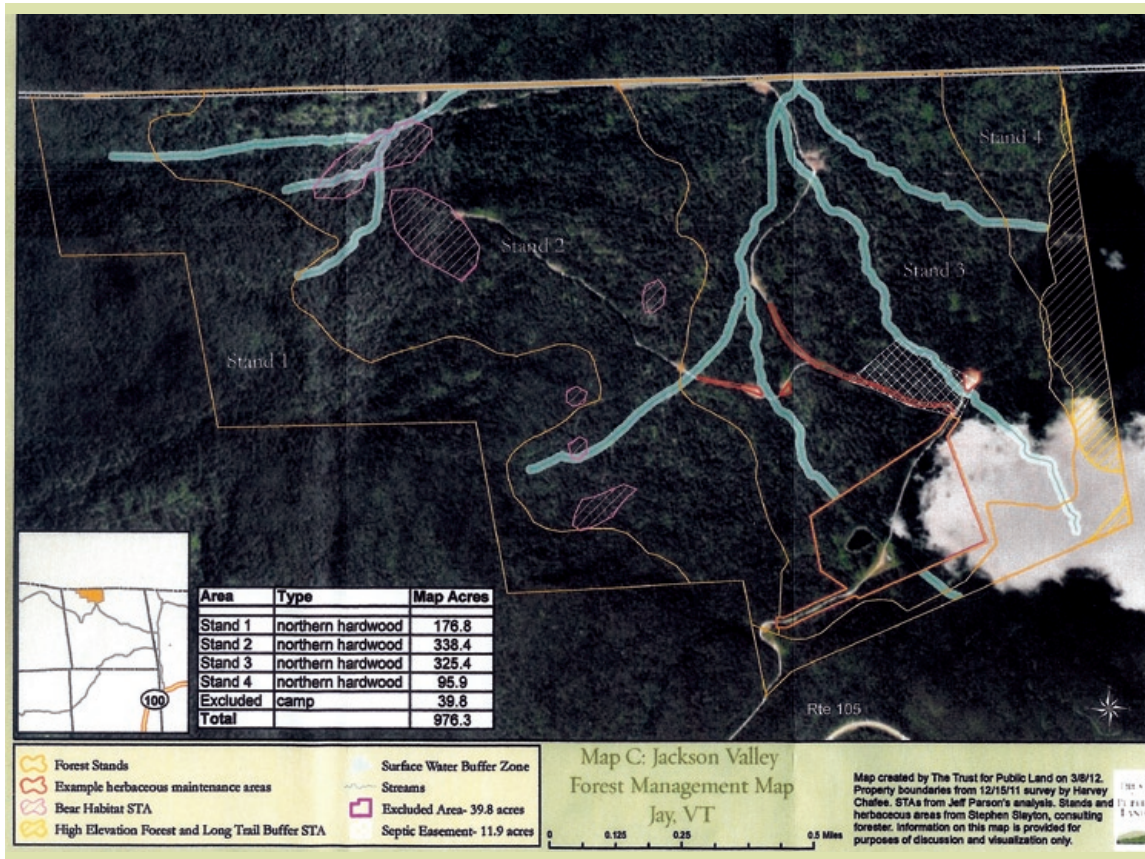 Stand 4
Stand 2
Stand 3
Stand 1
Area Type Map Acres
Stand 1 northern hardwood 176.8
Stand 2 northern hardwood 338.4
Stand 3 northern hardwood 325.4
Stand 4 northern hardwood 95.9
Excluded camp 39.8
Total 976.3
100
Rte 105
Forest Stands
Example herbaceous maintenance areas
Bear Habitat STA
High Elevation Forest and Long Trail Buffer STA
Surface Water Buffer Zone
Streams
Excluded Area- 39.8 acres
Septic Easement- 11.9 acres
Map C: Jackson Valley
Forest Management Map
Jay, VT
0 0.125 0.25 0.5 Miles
Map created by The Trust for Public Land on 3/8/12.
Property boundaries from 12/15/11 survey by Harvey
Chafee. STAs from Jeff Parson's analysis. Stands and
herbaceous areas from Stephen Slayton, consulting
forester. Information on this map is provided for
purposes of discussion and visualization only.